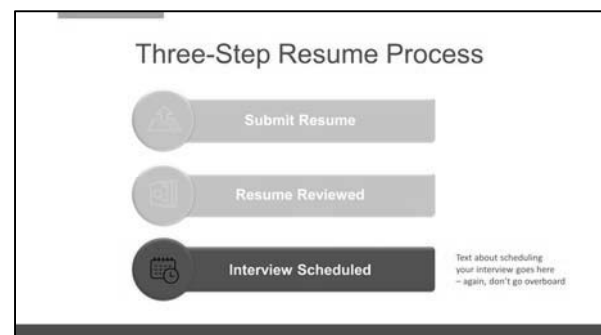 Three-Step Resume Process
Submit Resume
Resume Reviewed
Interview Scheduled
Text about scheduling
your interview goes here
– again, don't go overboard